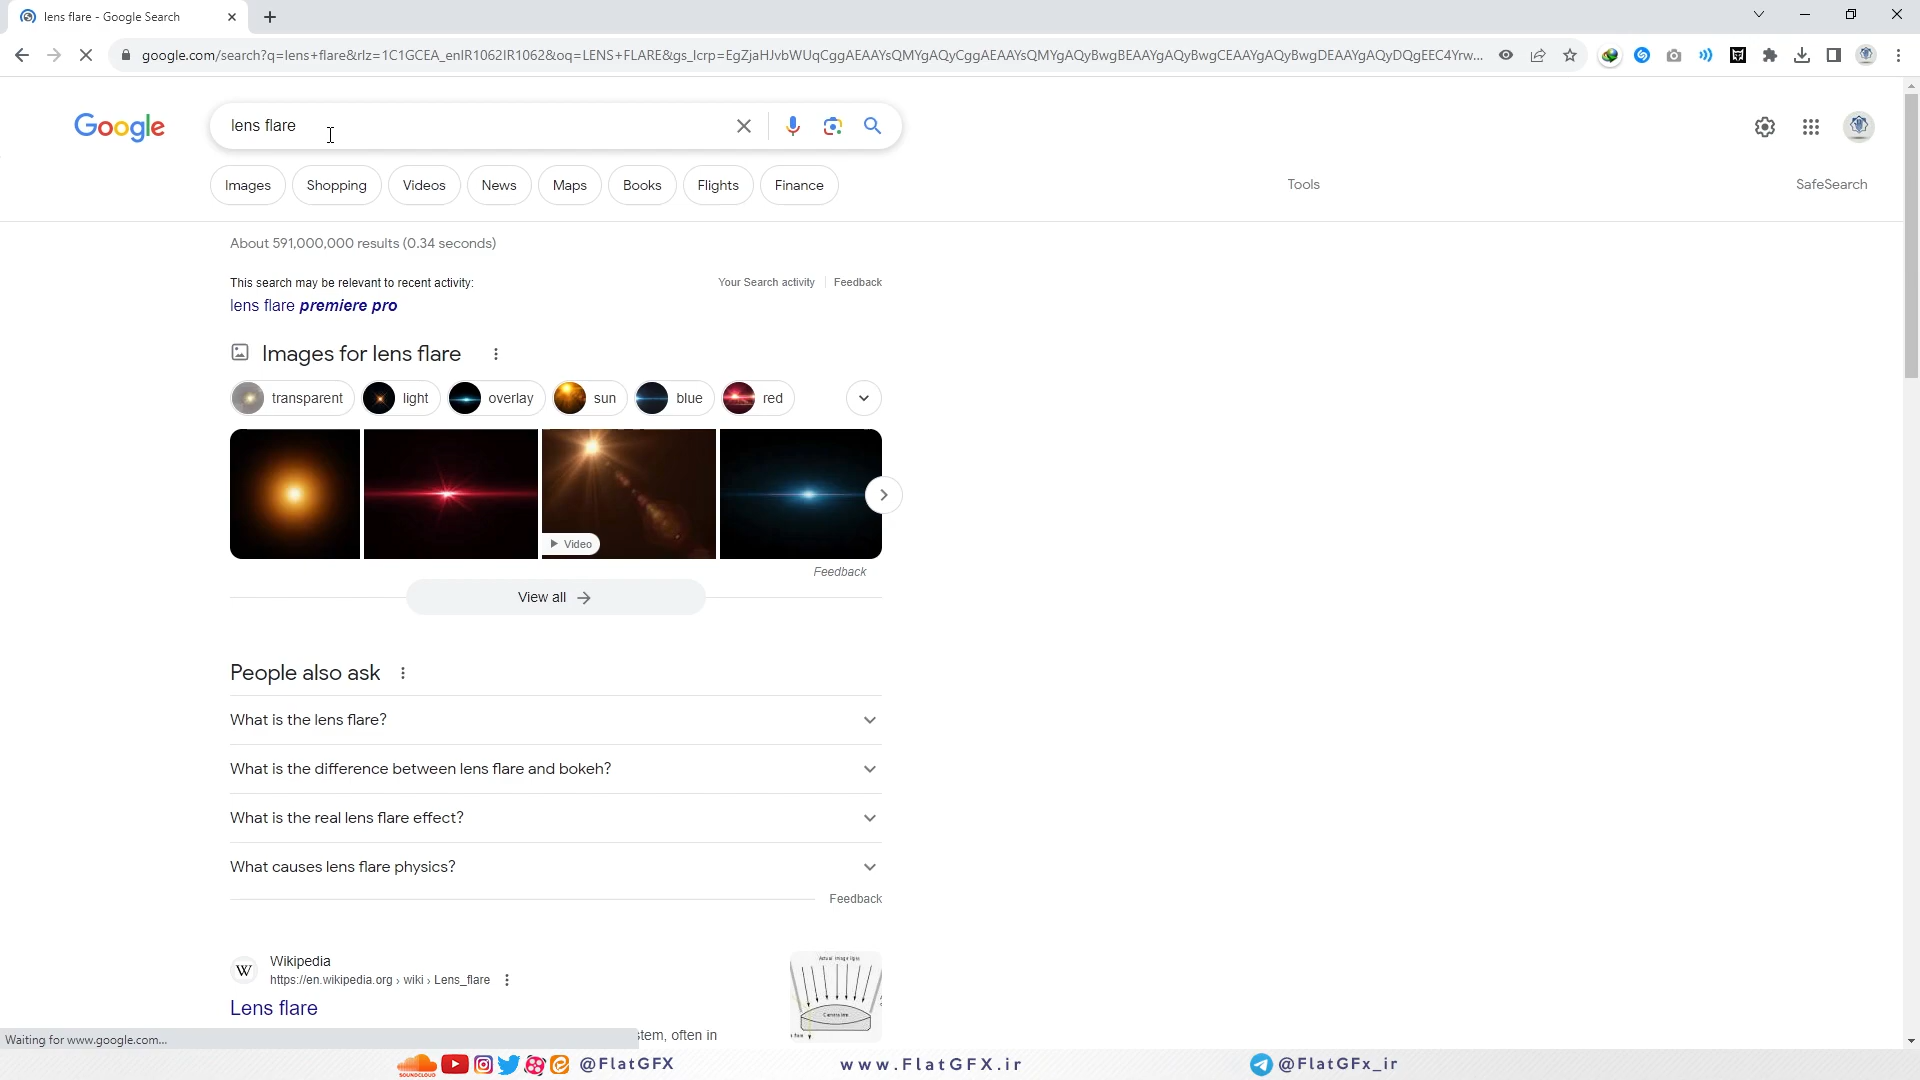 lens flare - Google Search
google.com/search?q=lens+flare&rlz=1C1GCEA_enIR1062IR1062&oq=LENS+FLARE&gs_lcrp=EgZjaHJvbWUqCggAEAAYsQMYgAQyCggAEAAYsQMYgAQyBwgBEAAYgAQyBwgCEAAYgAQyBwgDEAAYgAQyDQgEEC4Yrw...
Google
lens flare
Images
Shopping
Videos
News
Maps
Books
Flights
Finance
Tools
SafeSearch
About 591,000,000 results (0.34 seconds)
This search may be relevant to recent activity:
Your Search activity
Feedback
lens flare premiere pro
Images for lens flare
transparent
light
overlay
sun
blue
red
Video
Feedback
View all
People also ask
What is the lens flare?
What is the difference between lens flare and bokeh?
What is the real lens flare effect?
What causes lens flare physics?
Feedback
W
Wikipedia
https://en.wikipedia.org › wiki › Lens_flare
Lens flare
stem, often in
Waiting for www.google.com...
SOUNDCLOUD
@FlatGFX
www.FlatGFX.ir
@FlatGFx_ir